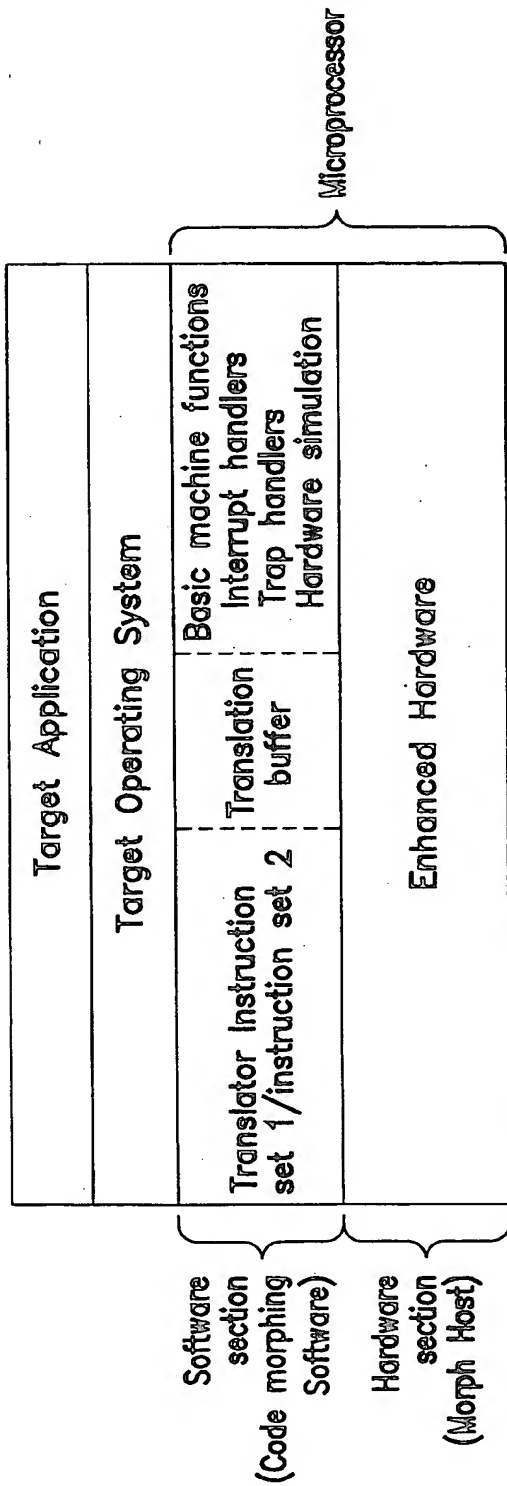 Target Application
Target Operating System
Software
section
(Code morphing
Software)
Translator Instruction
set 1/instruction set 2
Translation
buffer
Basic machine functions
Interrupt handlers
Trap handlers
Hardware simulation
Hardware
section
(Morph Host)
Enhanced Hardware
Microprocessor